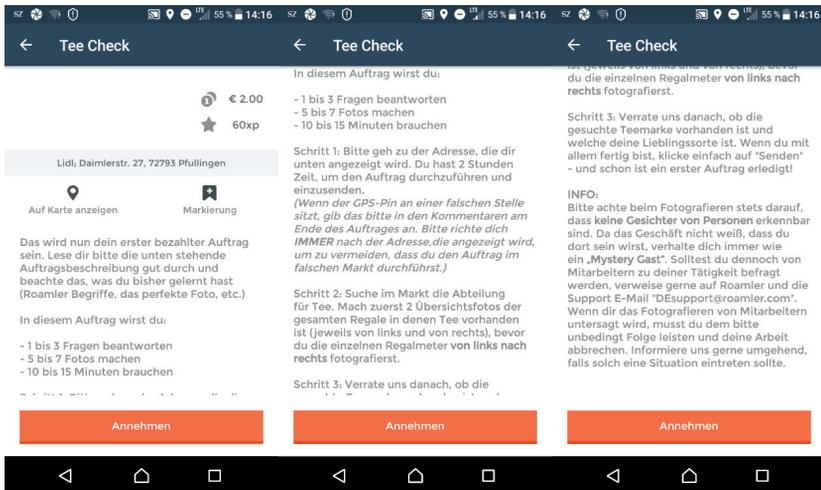 SZ 55 % 14:16
Tee Check
€ 2.00
60xp
Lidl; Daimlerstr. 27, 72793 Pfullingen
Auf Karte anzeigen
Markierung
Das wird nun dein erster bezahlter Auftrag
sein. Lese dir bitte die unten stehende
Auftragsbeschreibung gut durch und
beachte das, was du bisher gelernt hast
(Roamler Begriffe, das perfekte Foto, etc.)
In diesem Auftrag wirst du:
- 1 bis 3 Fragen beantworten
- 5 bis 7 Fotos machen
- 10 bis 15 Minuten brauchen
Annehmen
SZ LTE 55 % 14:16
Tee Check
In diesem Auftrag wirst du:
- 1 bis 3 Fragen beantworten
- 5 bis 7 Fotos machen
- 10 bis 15 Minuten brauchen
Schritt 1: Bitte geh zu der Adresse, die dir
unten angezeigt wird. Du hast 2 Stunden
Zeit, um den Auftrag durchzuführen und
einzusenden.
(Wenn der GPS-Pin an einer falschen Stelle
sitzt, gib das bitte in den Kommentaren am
Ende des Auftrages an. Bitte richte dich
IMMER nach der Adresse,die angezeigt wird,
um zu vermeiden, dass du den Auftrag im
falschen Markt durchführst.)
Schritt 2: Suche im Markt die Abteilung
für Tee. Mach zuerst 2 Übersichtsfotos der
gesamten Regale in denen Tee vorhanden
ist (jeweils von links und von rechts), bevor
du die einzelnen Regalmeter von links nach
rechts fotografierst.
Schritt 3: Verrate uns danach, ob die
Annehmen
SZ LTE 55 % 14:16
Tee Check
ist (jeweils von links und von rechts), bevor
du die einzelnen Regalmeter von links nach
rechts fotografierst.
Schritt 3: Verrate uns danach, ob die
gesuchte Teemarke vorhanden ist und
welche deine Lieblingssorte ist. Wenn du mit
allem fertig bist, klicke einfach auf "Senden"
- und schon ist ein erster Auftrag erledigt!
INFO:
Bitte achte beim Fotografieren stets darauf,
dass keine Gesichter von Personen erkennbar
sind. Da das Geschäft nicht weiß, dass du
dort sein wirst, verhalte dich immer wie
ein „Mystery Gast". Solltest du dennoch von
Mitarbeitern zu deiner Tätigkeit befragt
werden, verweise gerne auf Roamler und die
Support E-Mail "DEsupport@roamler.com".
Wenn dir das Fotografieren von Mitarbeitern
untersagt wird, musst du dem bitte
unbedingt Folge leisten und deine Arbeit
abbrechen. Informiere uns gerne umgehend,
falls solch eine Situation eintreten sollte.
Annehmen